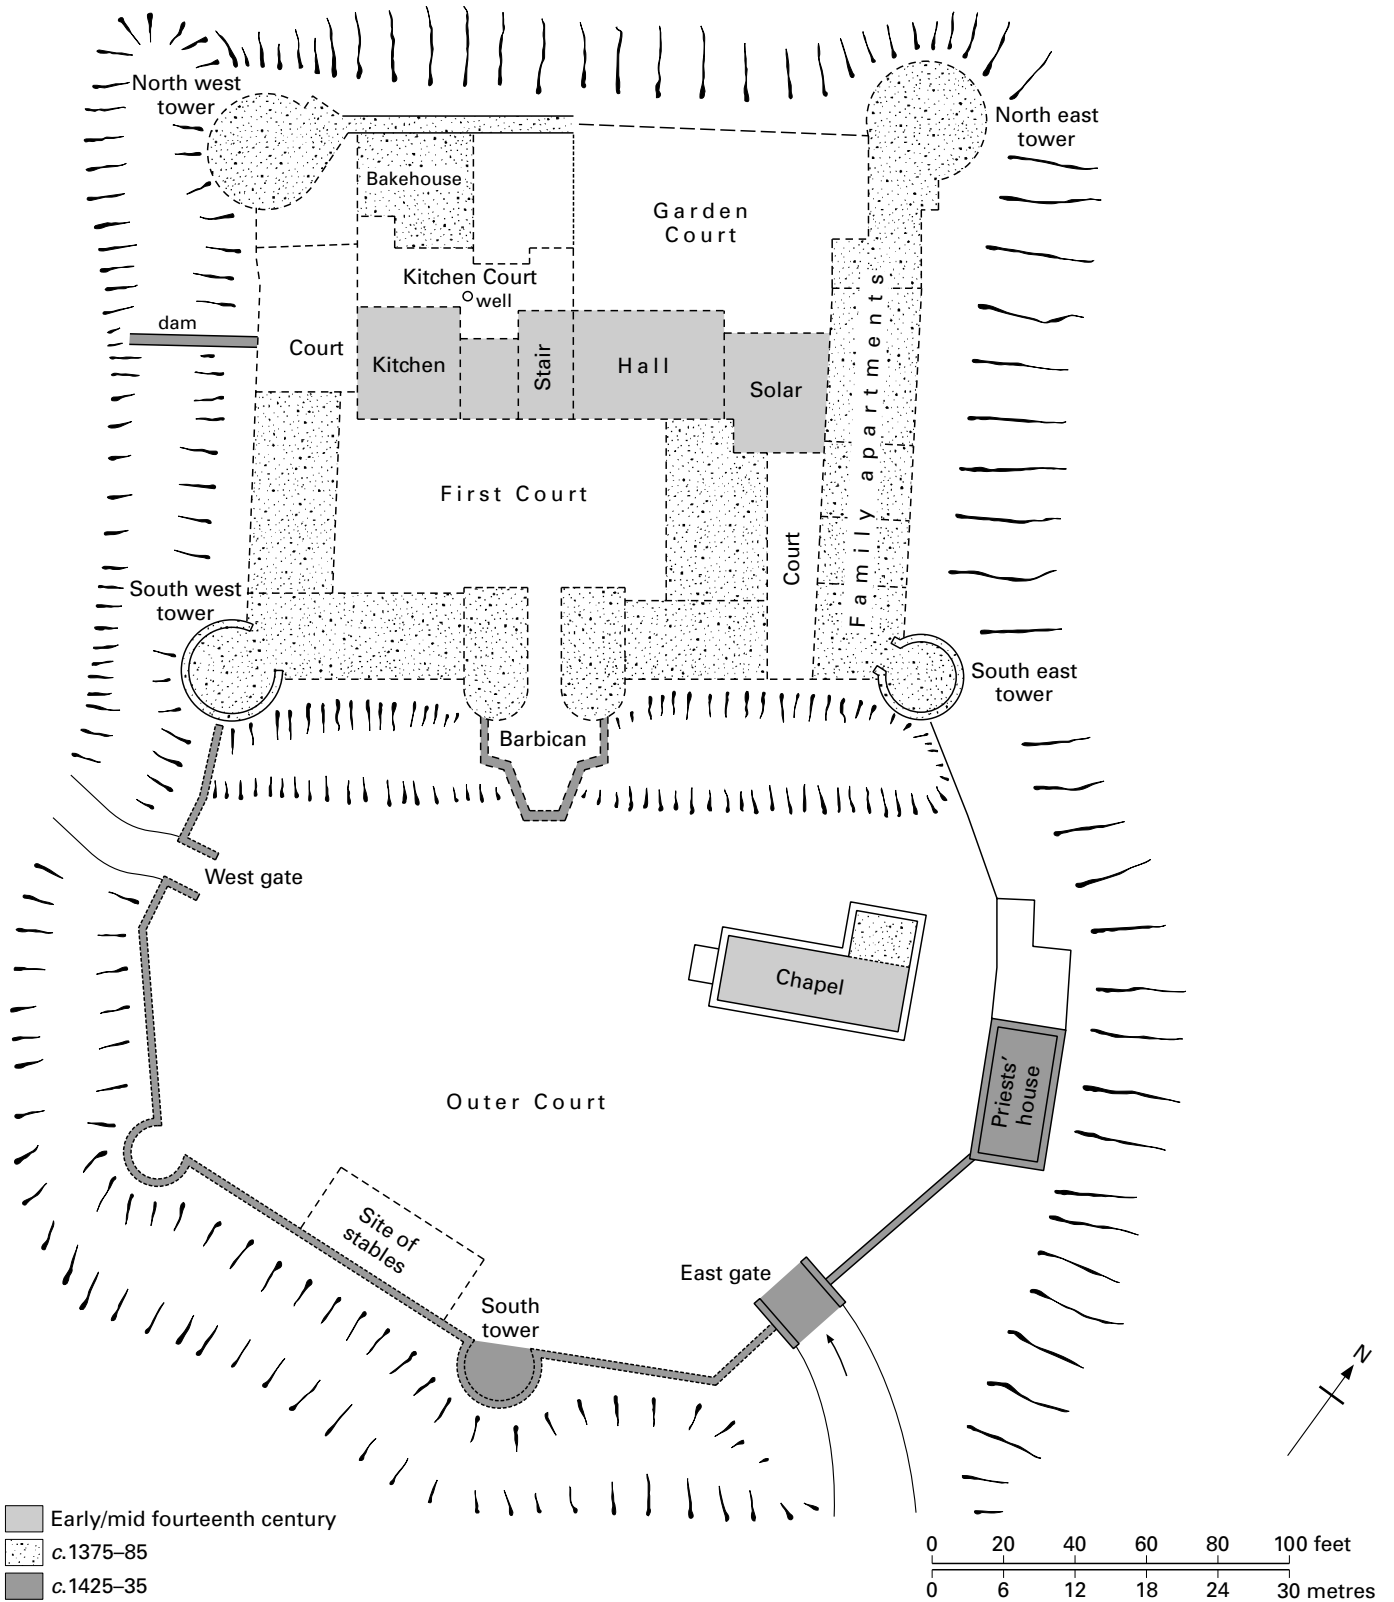 North west
tower
North east
tower
Bakehouse
Garden
Court
Kitchen Court
well
dam
Court
Kitchen
Stair
Hall
Solar
Family apartments
First Court
Court
South west
tower
South east
tower
Barbican
West gate
Chapel
Priests'
house
Outer Court
Site of
stables
East gate
South
tower
N
Early/mid fourteenth century
c.1375–85
c.1425–35
0 20 40 60 80 100 feet
0 6 12 18 24 30 metres